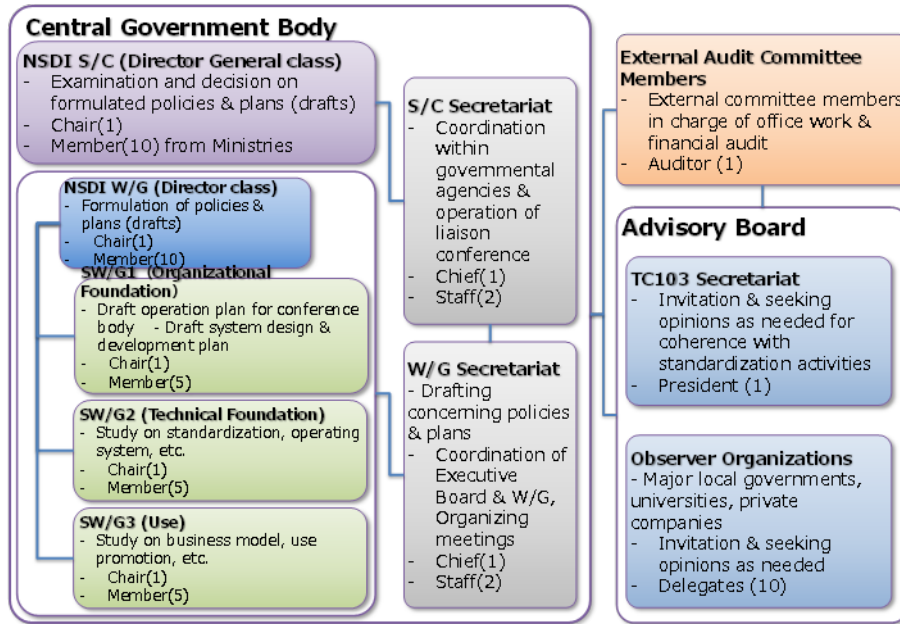 Central Government Body
NSDI S/C (Director General class)
- Examination and decision on
formulated policies & plans (drafts)
- Chair(1)
- Member(10) from Ministries
NSDI W/G (Director class)
- Formulation of policies &
plans (drafts)
- Chair(1)
- Member(10)
SW/G1 (Organizational
Foundation)
- Draft operation plan for conference
body - Draft system design &
development plan
- Chair(1)
- Member(5)
SW/G2 (Technical Foundation)
- Study on standardization, operating
system, etc.
- Chair(1)
- Member(5)
SW/G3 (Use)
- Study on business model, use
promotion, etc.
- Chair(1)
- Member(5)
S/C Secretariat
- Coordination
within
governmental
agencies &
operation of
liaison
conference
- Chief(1)
- Staff(2)
W/G Secretariat
- Drafting
concerning policies
& plans
- Coordination of
Executive
Board & W/G,
Organizing
meetings
- Chief(1)
- Staff(2)
External Audit Committee
Members
- External committee members
in charge of office work &
financial audit
- Auditor (1)
Advisory Board
TC103 Secretariat
- Invitation & seeking
opinions as needed for
coherence with
standardization activities
- President (1)
Observer Organizations
- Major local governments,
universities, private
companies
- Invitation & seeking
opinions as needed
- Delegates (10)